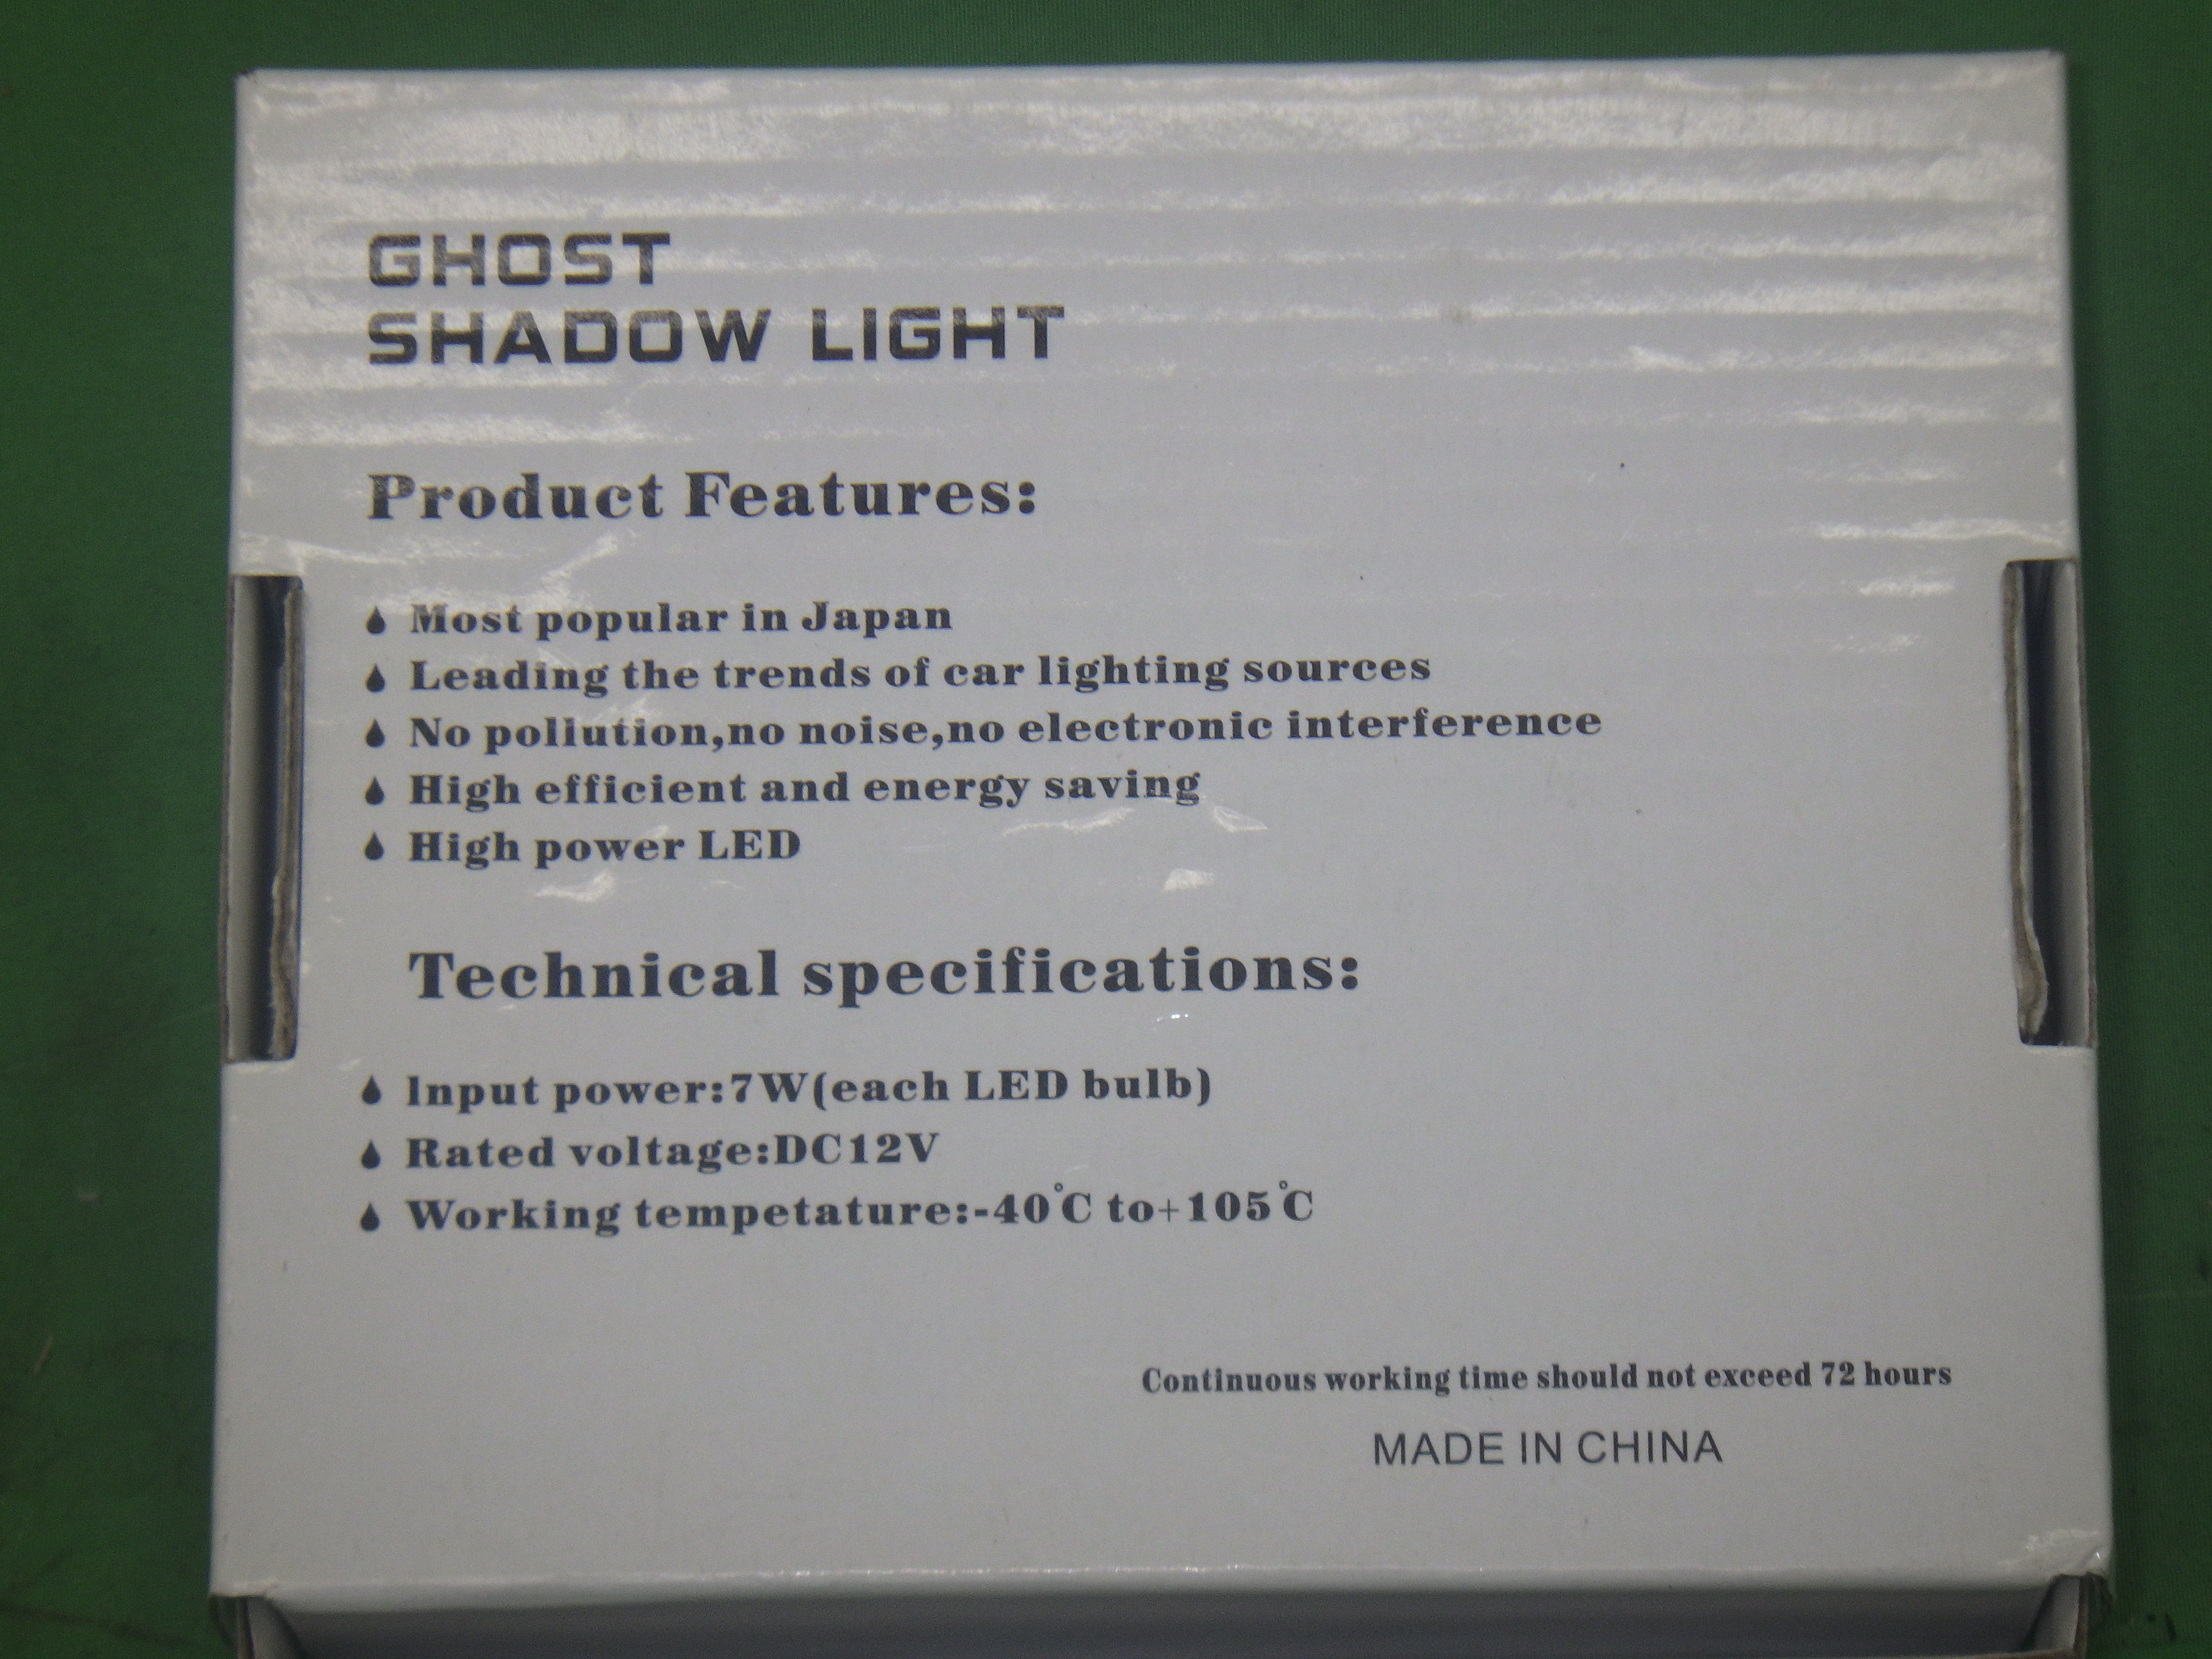 GHOST
SHADOW LIGHT
Product Features:
Most popular in Japan
Leading the trends of car lighting sources
No pollution,no noise,no electronic interference
High efficient and energy saving
High power LED
Technical specifications:
Input power:7W(each LED bulb)
Rated voltage:DC12V
Working tempetature:-40°C to+105°C
Continuous working time should not exceed 72 hours
MADE IN CHINA